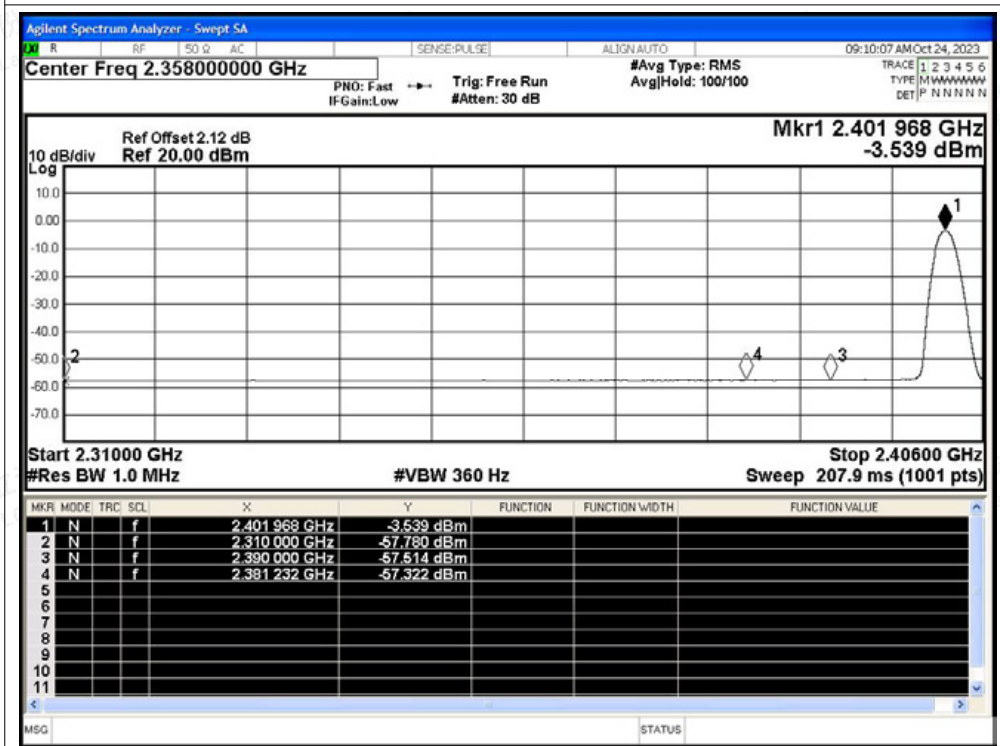 Agilent Spectrum Analyzer - Swept SA
LXI R RF 50 Ω AC SENSE:PULSE ALIGN AUTO 09:10:07 AM Oct 24, 2023
Center Freq 2.358000000 GHz
PNO: Fast
IFGain:Low
Trig: Free Run
#Atten: 30 dB
#Avg Type: RMS
Avg|Hold: 100/100
TRACE 1 2 3 4 5 6
TYPE MWWWWW
DET P N N N N N
Mkr1 2.401 968 GHz
-3.539 dBm
Ref Offset 2.12 dB
10 dB/div Ref 20.00 dBm
Log
10.0
0.00
-10.0
-20.0
-30.0
-40.0
-50.0
-60.0
-70.0
1
2
4
3
Start 2.31000 GHz Stop 2.40600 GHz
#Res BW 1.0 MHz #VBW 360 Hz Sweep 207.9 ms (1001 pts)
MKR MODE TRC SCL X Y FUNCTION FUNCTION WIDTH FUNCTION VALUE
1 N f 2.401 968 GHz -3.539 dBm
2 N f 2.310 000 GHz -57.780 dBm
3 N f 2.390 000 GHz -57.514 dBm
4 N f 2.381 232 GHz -57.322 dBm
5
6
7
8
9
10
11
MSG STATUS